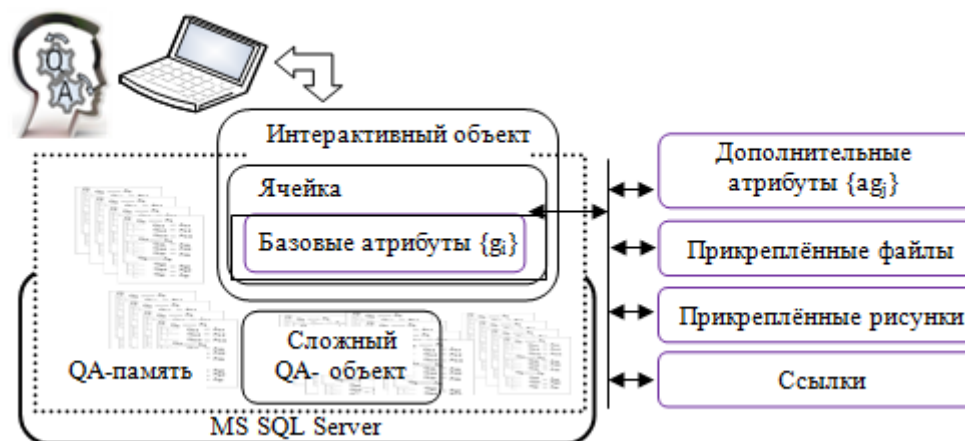 Q
A
Интерактивный объект
Ячейка
Базовые атрибуты {gᵢ}
Дополнительные
атрибуты {agⱼ}
Прикреплённые файлы
Прикреплённые рисунки
Ссылки
QA-память
Сложный
QA- объект
MS SQL Server